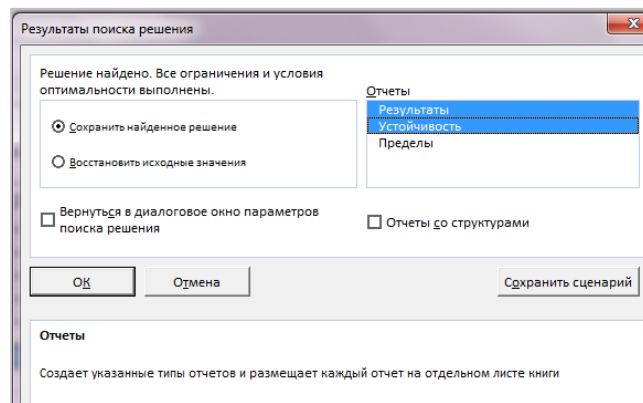 Результаты поиска решения
X
Решение найдено. Все ограничения и условия
оптимальности выполнены.
Отчеты
Сохранить найденное решение
Восстановить исходные значения
Результаты
Устойчивость
Пределы
Вернуться в диалоговое окно параметров
поиска решения
Отчеты со структурами
ОК
Отмена
Сохранить сценарий
Отчеты
Создает указанные типы отчетов и размещает каждый отчет на отдельном листе книги